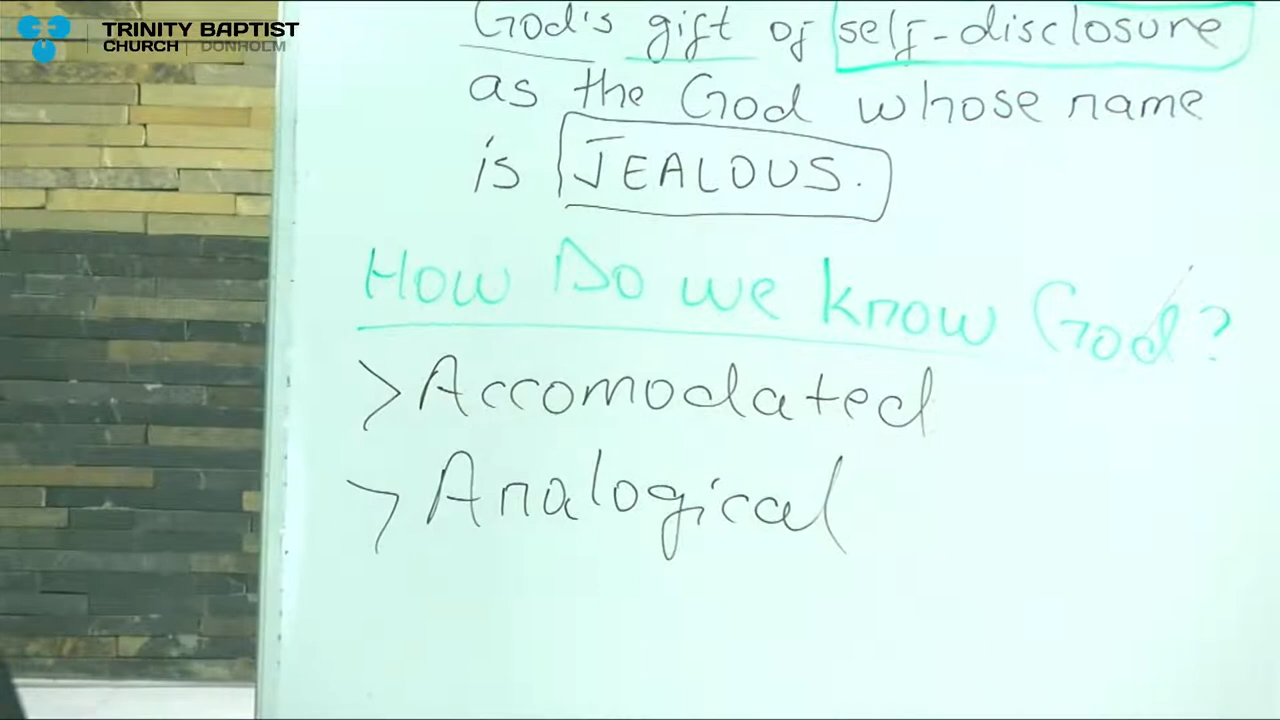 TRINITY BAPTIST
CHURCH | DONHOLM
God's gift of self-disclosure
as the God whose name
is JEALOUS.
How Do we know God?
> Accomodated
> Analogical